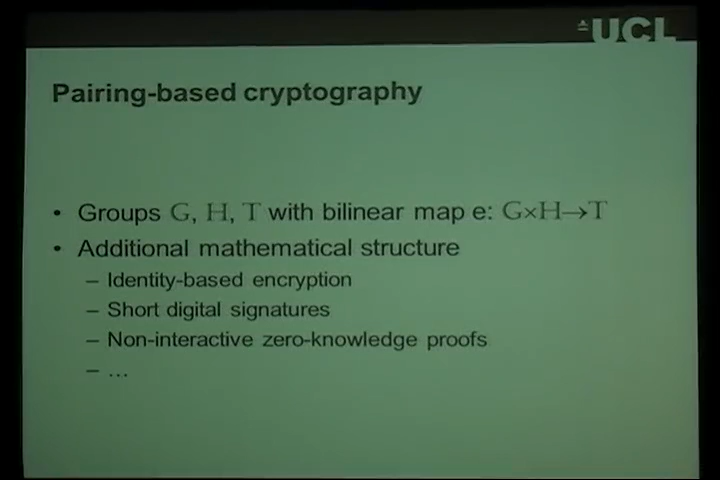 UCL
Pairing-based cryptography
• Groups G, H, T with bilinear map e: G×H→T
• Additional mathematical structure
– Identity-based encryption
– Short digital signatures
– Non-interactive zero-knowledge proofs
– …